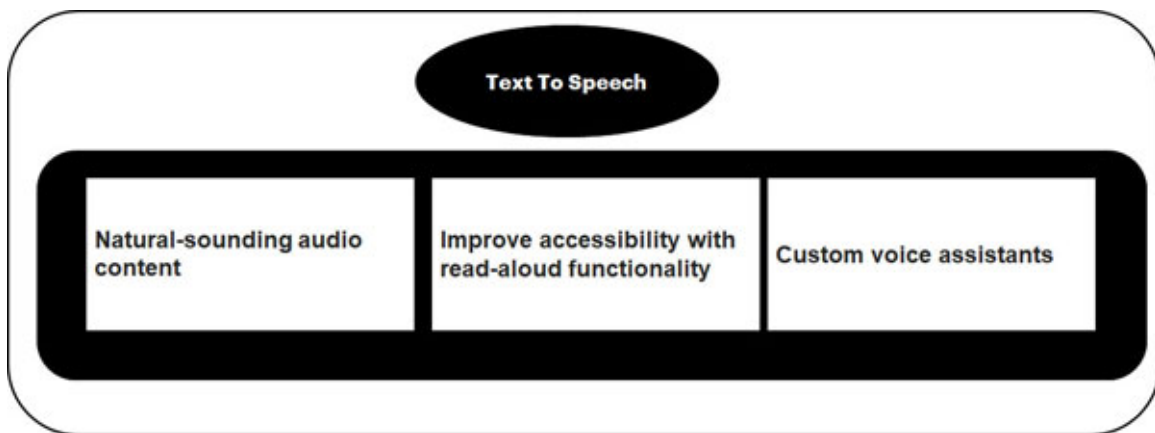 Text To Speech
Natural-sounding audio
content
Improve accessibility with
read-aloud functionality
Custom voice assistants